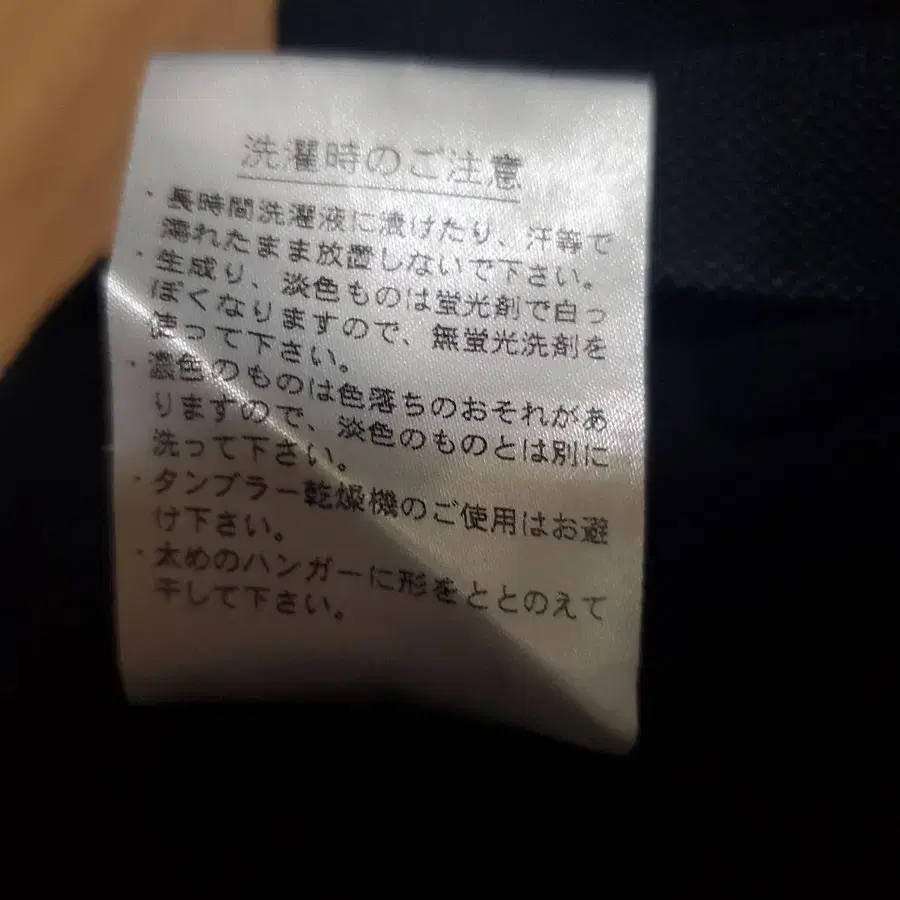 洗濯時のご注意
・長時間洗濯液に漬けたり、汗等で
濡れたまま放置しないで下さい。
・生成り、淡色ものは蛍光剤で白っ
ぽくなりますので、無蛍光洗剤を
使って下さい。
・濃色のものは色落ちのおそれがあ
りますので、淡色のものとは別に
洗って下さい。
・タンブラー乾燥機のご使用はお避
け下さい。
・太めのハンガーに形をととのえて
干して下さい。